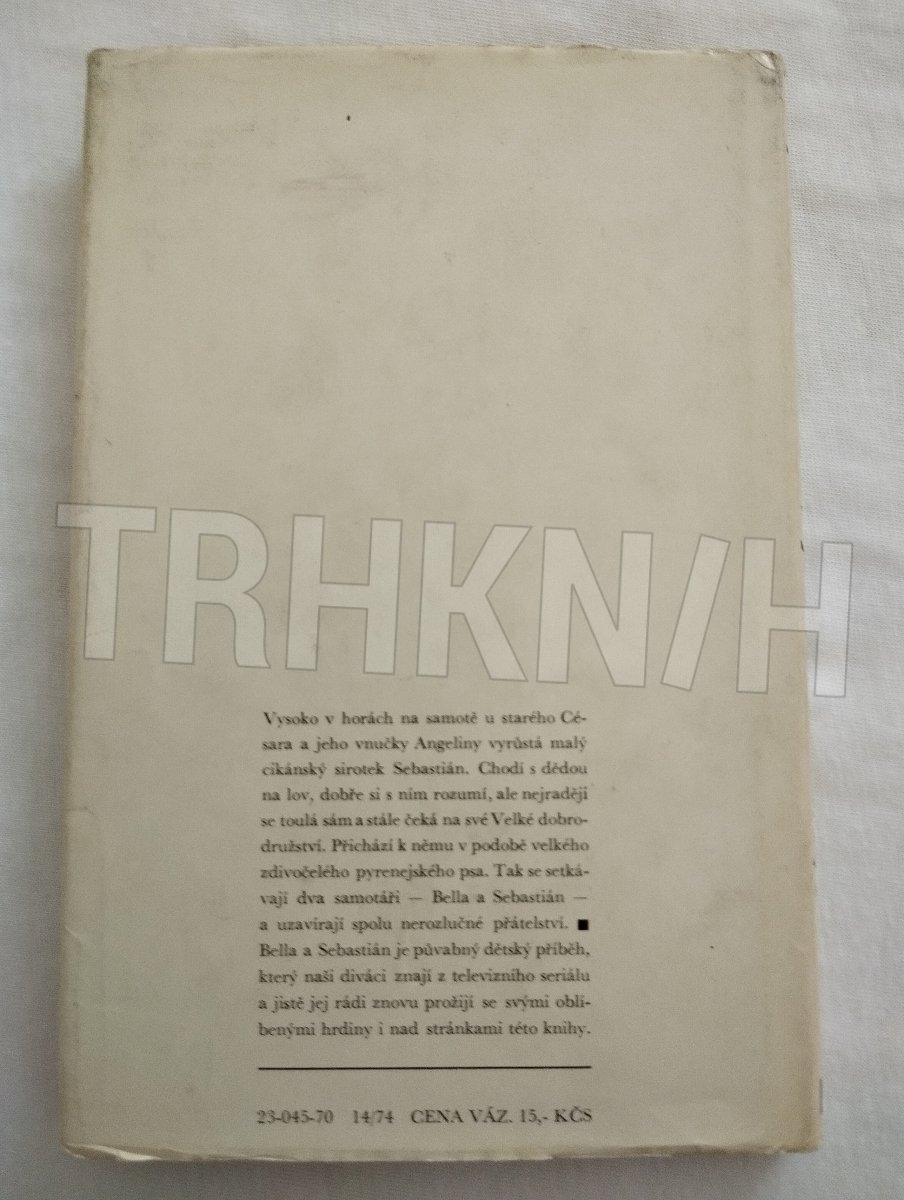 TRHKNIH
Vysoko v horách na samotě u starého Cé-
sara a jeho vnučky Angeliny vyrůstá malý
cikánský sirotek Sebastián. Chodí s dědou
na lov, dobře si s ním rozumí, ale nejraději
se toulá sám a stále čeká na své Velké dobro-
družství. Přichází k němu v podobě velkého
zdivočelého pyrenejského psa. Tak se setká-
vají dva samotáři — Bella a Sebastián —
a uzavírají spolu nerozlučné přátelství. ■
Bella a Sebastián je půvabný dětský příběh,
který naši diváci znají z televizního seriálu
a jistě jej rádi znovu prožijí se svými oblí-
benými hrdiny i nad stránkami této knihy.
23-045-70 14/74 CENA VÁZ. 15,- KČS